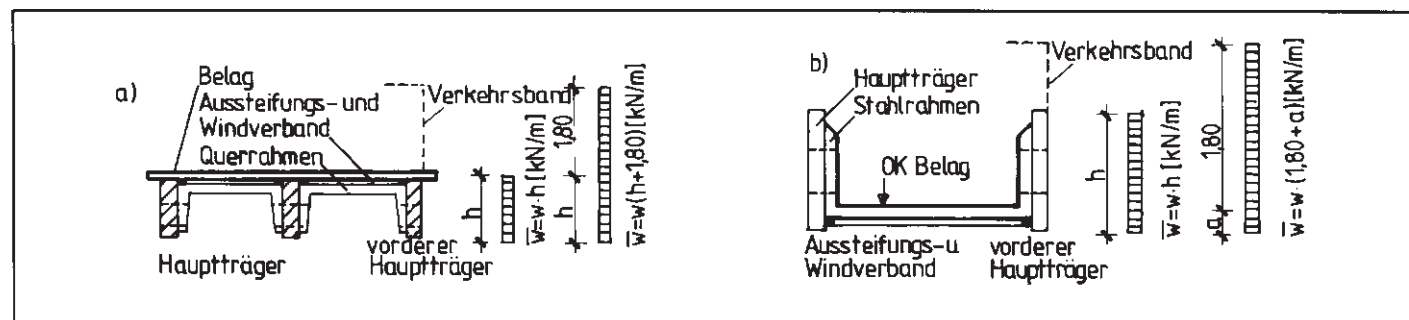 a)
Belag
Aussteifungs- und
Windverband
Querrahmen
Verkehrsband
Hauptträger
vorderer
Hauptträger
h
w̅=w·h [kN/m]
1,80
h
w̅=w(h+1,80)[kN/m]
b)
Hauptträger
Stahlrahmen
Verkehrsband
OK Belag
Aussteifungs-u
Windverband
vorderer
Hauptträger
h
w̅=w·h [kN/m]
1,80
a
w̅=w·(1,80+a)[kN/m]